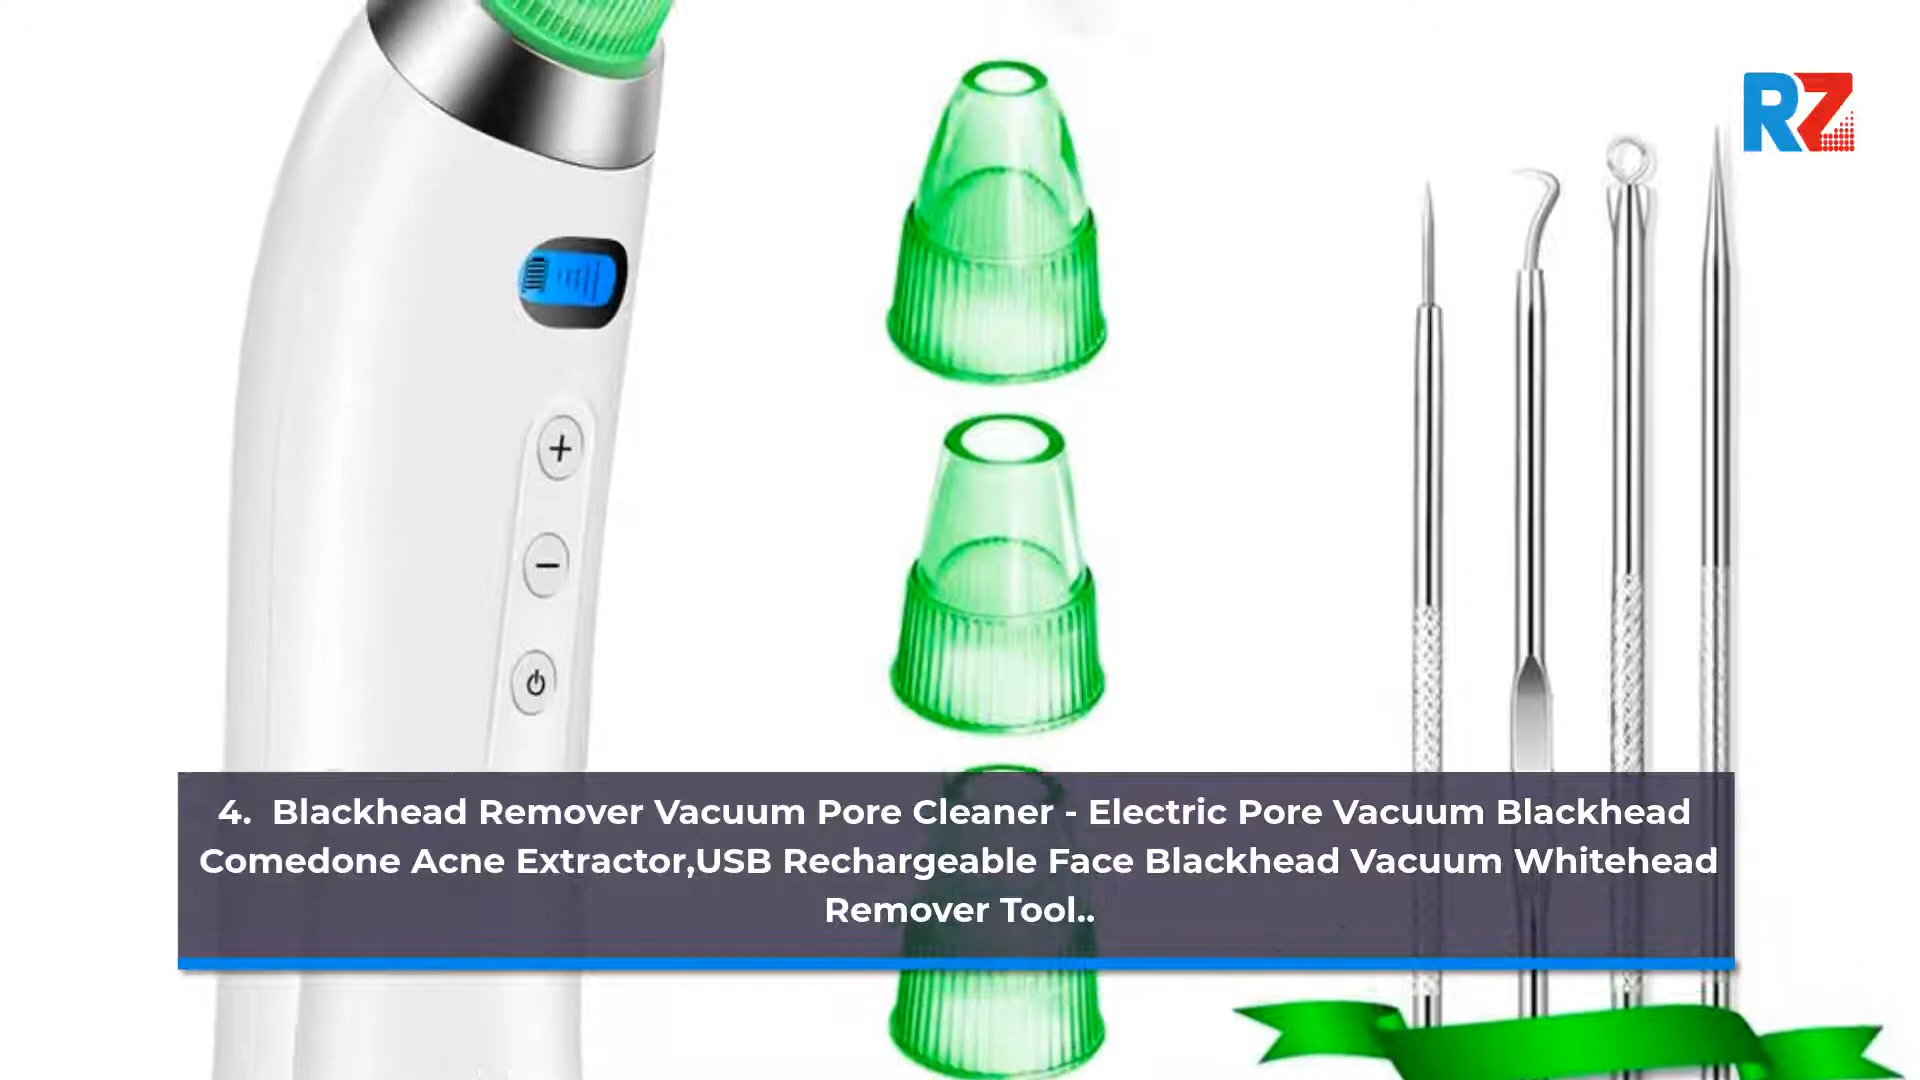 RZ
4. Blackhead Remover Vacuum Pore Cleaner - Electric Pore Vacuum Blackhead
Comedone Acne Extractor,USB Rechargeable Face Blackhead Vacuum Whitehead
Remover Tool..